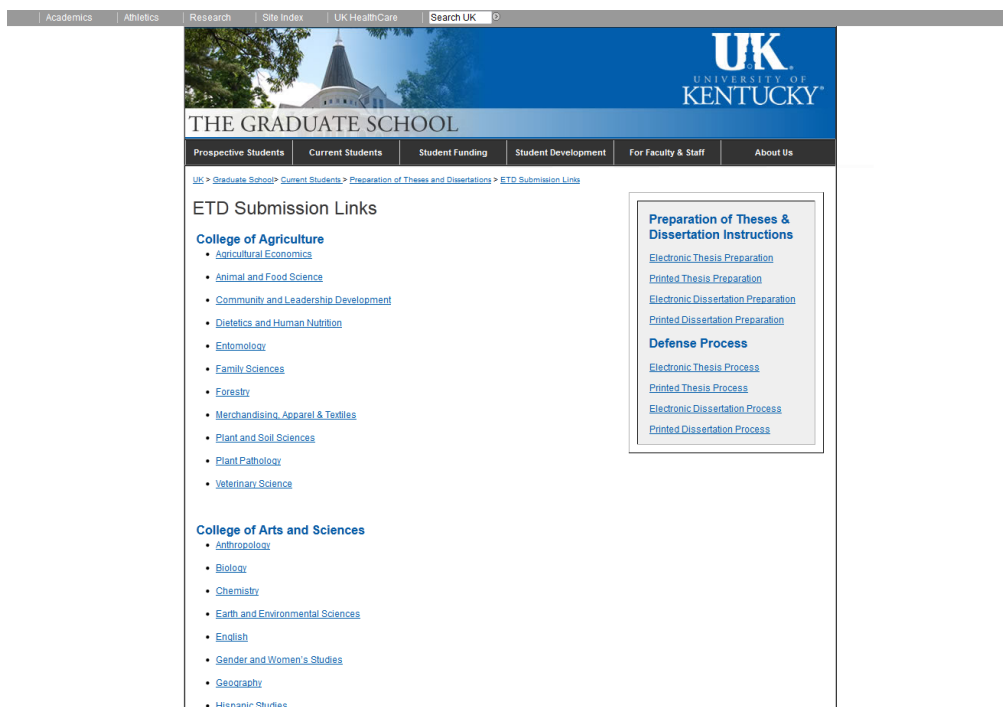 Academics | Athletics | Research | Site Index | UK HealthCare | Search UK
UK
UNIVERSITY OF
KENTUCKY®
THE GRADUATE SCHOOL
Prospective Students Current Students Student Funding Student Development For Faculty & Staff About Us
UK > Graduate School> Current Students > Preparation of Theses and Dissertations > ETD Submission Links
ETD Submission Links
College of Agriculture
• Agricultural Economics
• Animal and Food Science
• Community and Leadership Development
• Dietetics and Human Nutrition
• Entomology
• Family Sciences
• Forestry
• Merchandising, Apparel & Textiles
• Plant and Soil Sciences
• Plant Pathology
• Veterinary Science
College of Arts and Sciences
• Anthropology
• Biology
• Chemistry
• Earth and Environmental Sciences
• English
• Gender and Women's Studies
• Geography
• Hispanic Studies
Preparation of Theses &
Dissertation Instructions
Electronic Thesis Preparation
Printed Thesis Preparation
Electronic Dissertation Preparation
Printed Dissertation Preparation
Defense Process
Electronic Thesis Process
Printed Thesis Process
Electronic Dissertation Process
Printed Dissertation Process